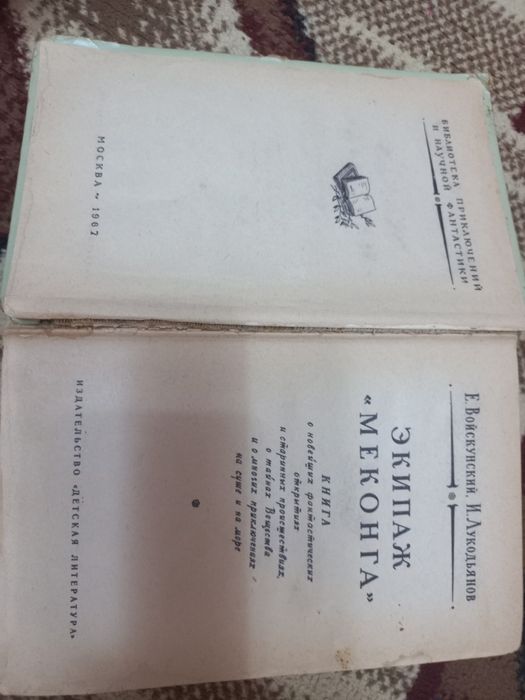 БИБЛИОТЕКА ПРИКЛЮЧЕНИЙ
И НАУЧНОЙ ФАНТАСТИКИ
МОСКВА ~ 1967
Е. Войскунский, И. Лукодьянов
ЭКИПАЖ
«МЕКОНГА»
КНИГА
о новейших фантастических
открытиях
и старинных происшествиях,
о тайнах Вещества
и о многих приключениях
на суше и на море
ИЗДАТЕЛЬСТВО «ДЕТСКАЯ ЛИТЕРАТУРА»